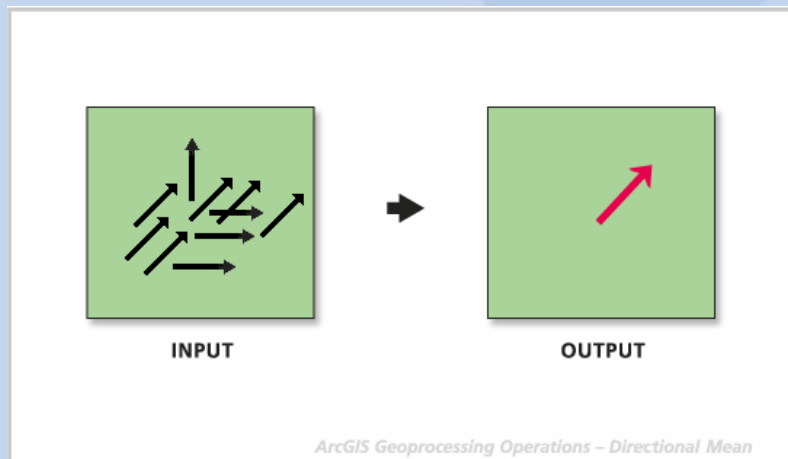 INPUT
OUTPUT
ArcGIS Geoprocessing Operations – Directional Mean